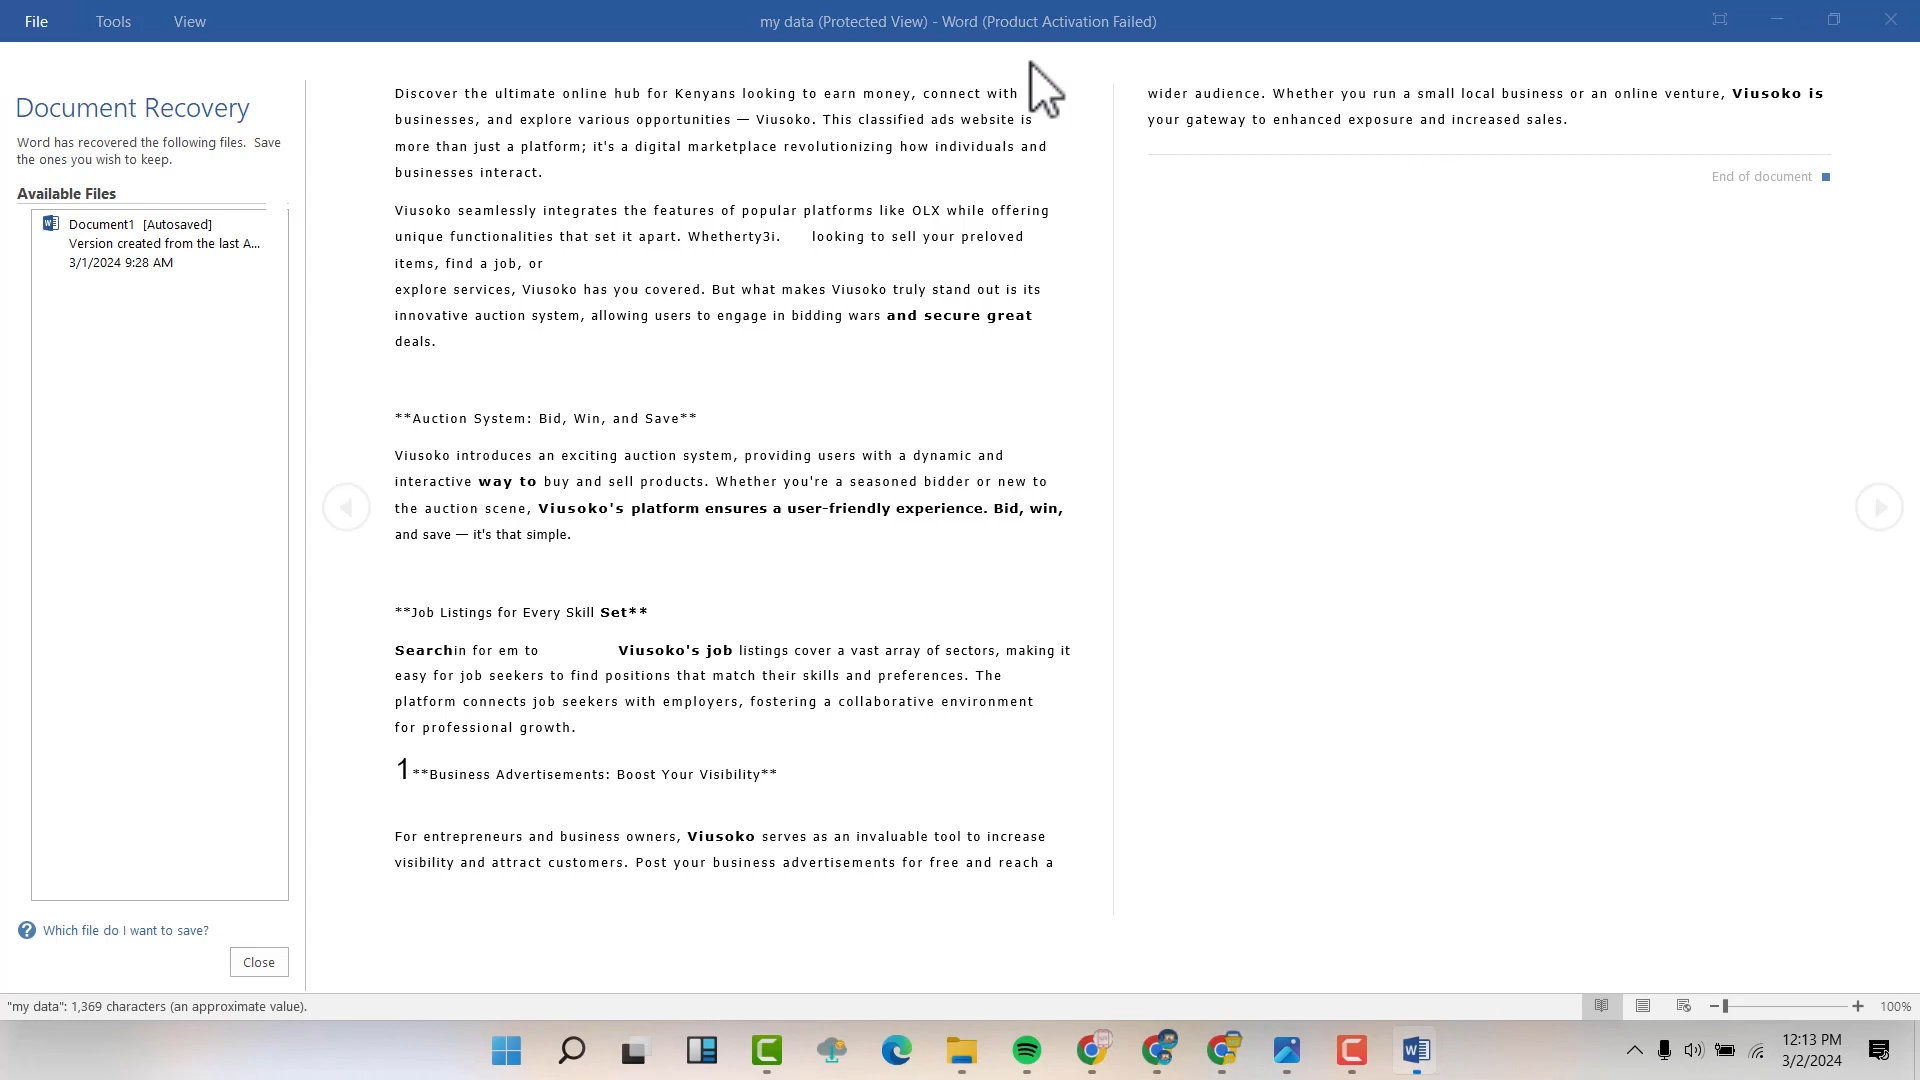 File Tools View my data (Protected View) - Word (Product Activation Failed)
Document Recovery
Word has recovered the following files. Save
the ones you wish to keep.
Available Files
Document1 [Autosaved]
Version created from the last A...
3/1/2024 9:28 AM
Which file do I want to save?
Close
Discover the ultimate online hub for Kenyans looking to earn money, connect with
businesses, and explore various opportunities — Viusoko. This classified ads website is
more than just a platform; it's a digital marketplace revolutionizing how individuals and
businesses interact.
Viusoko seamlessly integrates the features of popular platforms like OLX while offering
unique functionalities that set it apart. Whetherty3i. looking to sell your preloved
items, find a job, or
explore services, Viusoko has you covered. But what makes Viusoko truly stand out is its
innovative auction system, allowing users to engage in bidding wars and secure great
deals.
**Auction System: Bid, Win, and Save**
Viusoko introduces an exciting auction system, providing users with a dynamic and
interactive way to buy and sell products. Whether you're a seasoned bidder or new to
the auction scene, Viusoko's platform ensures a user-friendly experience. Bid, win,
and save — it's that simple.
**Job Listings for Every Skill Set**
Searchin for em to Viusoko's job listings cover a vast array of sectors, making it
easy for job seekers to find positions that match their skills and preferences. The
platform connects job seekers with employers, fostering a collaborative environment
for professional growth.
1**Business Advertisements: Boost Your Visibility**
For entrepreneurs and business owners, Viusoko serves as an invaluable tool to increase
visibility and attract customers. Post your business advertisements for free and reach a
wider audience. Whether you run a small local business or an online venture, Viusoko is
your gateway to enhanced exposure and increased sales.
End of document
"my data": 1,369 characters (an approximate value).
100%
12:13 PM
3/2/2024